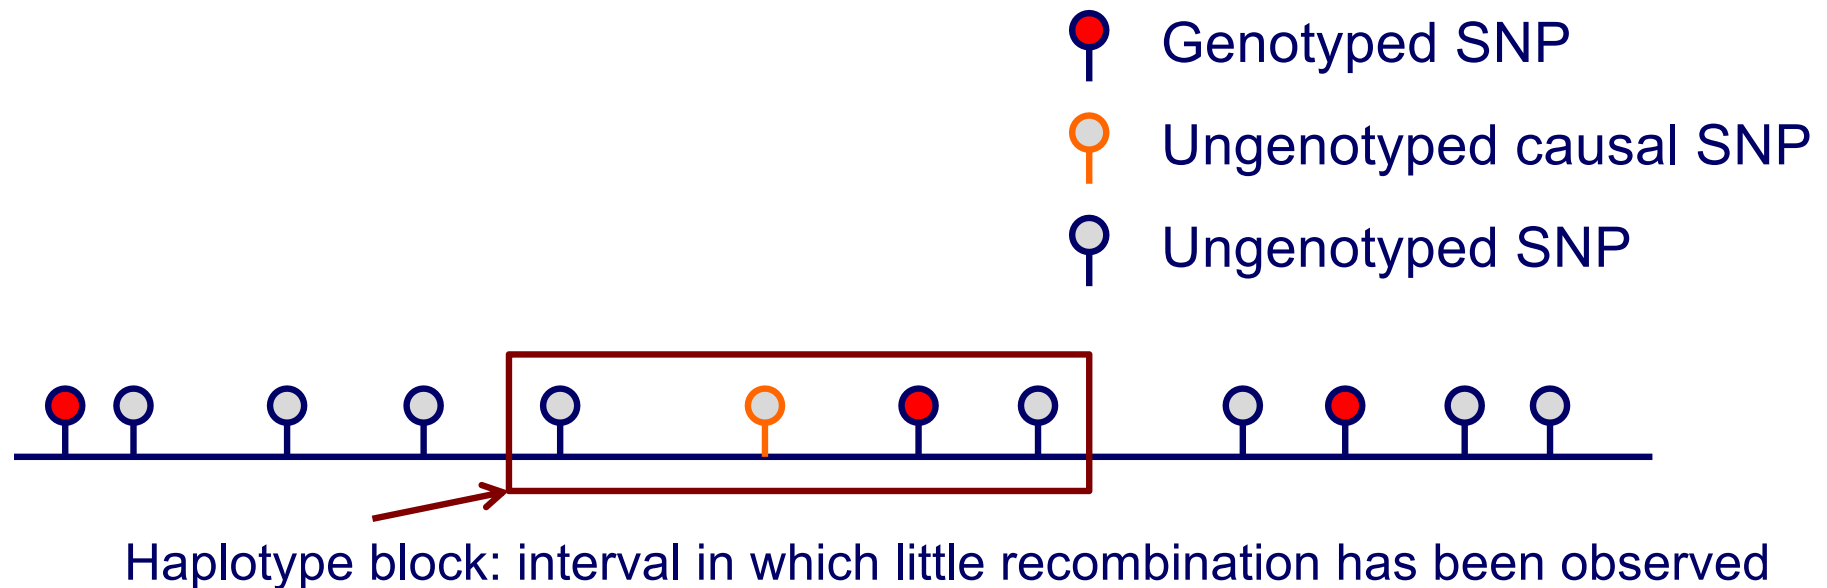 Genotyped SNP
Ungenotyped causal SNP
Ungenotyped SNP
Haplotype block: interval in which little recombination has been observed